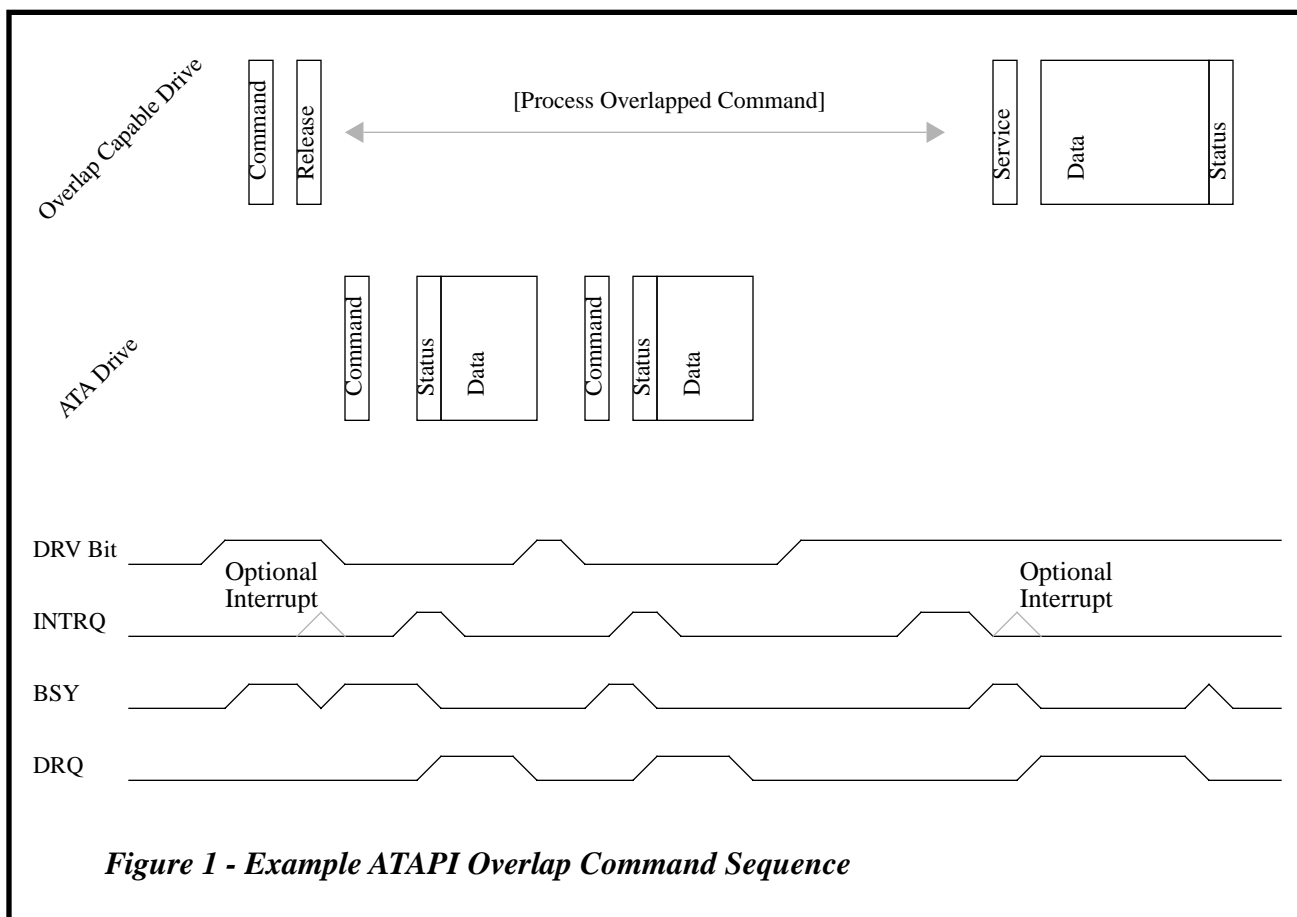 Overlap Capable Drive
Command
Release
[Process Overlapped Command]
Service
Data
Status
ATA Drive
Command
Status
Data
Command
Status
Data
DRV Bit
Optional
Interrupt
Optional
Interrupt
INTRQ
BSY
DRQ
Figure 1 - Example ATAPI Overlap Command Sequence